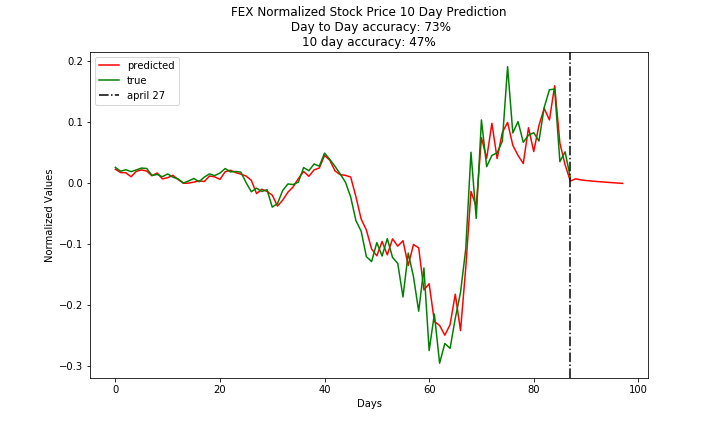 FEX Normalized Stock Price 10 Day Prediction
Day to Day accuracy: 73%
10 day accuracy: 47%
predicted
true
april 27
0.2
0.1
0.0
−0.1
−0.2
−0.3
Normalized Values
0 20 40 60 80 100
Days